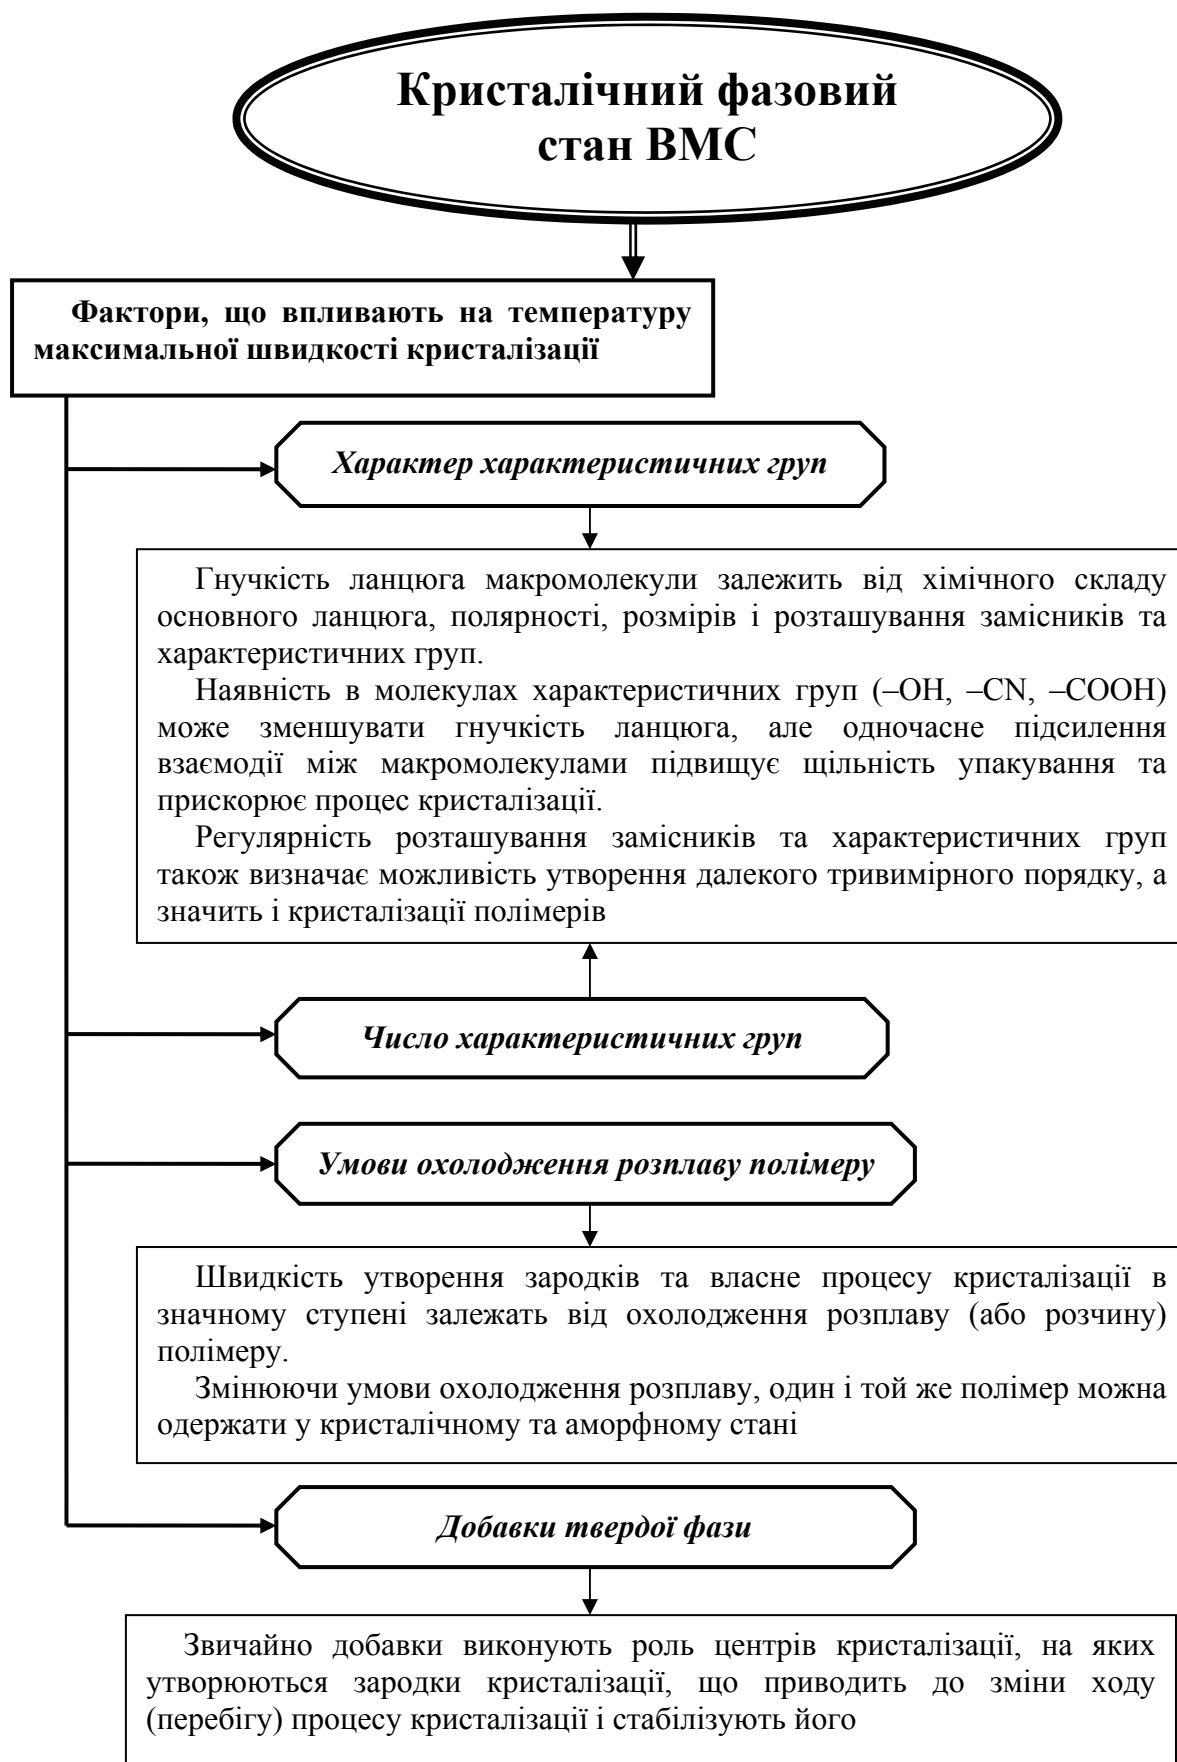 Кристалічний фазовий
стан ВМС
Фактори, що впливають на температуру
максимальної швидкості кристалізації
Характер характеристичних груп
Гнучкість ланцюга макромолекули залежить від хімічного складу
основного ланцюга, полярності, розмірів і розташування замісників та
характеристичних груп.
Наявність в молекулах характеристичних груп (–ОН, –CN, –СООН)
може зменшувати гнучкість ланцюга, але одночасне підсилення
взаємодії між макромолекулами підвищує щільність упакування та
прискорює процес кристалізації.
Регулярність розташування замісників та характеристичних груп
також визначає можливість утворення далекого тривимірного порядку, а
значить і кристалізації полімерів
Число характеристичних груп
Умови охолодження розплаву полімеру
Швидкість утворення зародків та власне процесу кристалізації в
значному ступені залежать від охолодження розплаву (або розчину)
полімеру.
Змінюючи умови охолодження розплаву, один і той же полімер можна
одержати у кристалічному та аморфному стані
Добавки твердої фази
Звичайно добавки виконують роль центрів кристалізації, на яких
утворюються зародки кристалізації, що приводить до зміни ходу
(перебігу) процесу кристалізації і стабілізують його